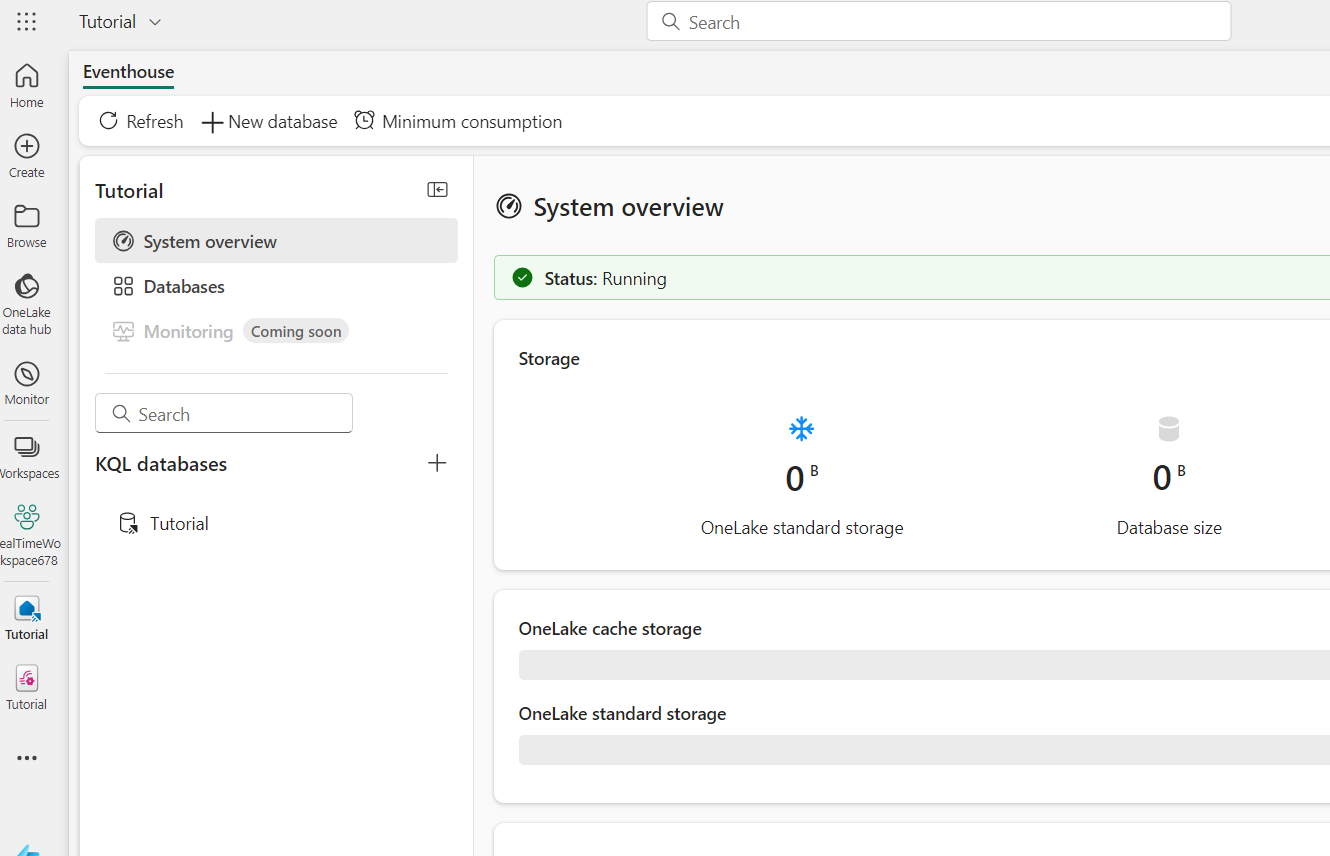 Tutorial
Search
Home
Create
Browse
OneLake
data hub
Monitor
Workspaces
ealTimeWo
kspace678
Tutorial
Tutorial
Eventhouse
Refresh
New database
Minimum consumption
Tutorial
System overview
Databases
Monitoring Coming soon
Search
KQL databases
Tutorial
System overview
Status: Running
Storage
0 B
OneLake standard storage
0 B
Database size
OneLake cache storage
OneLake standard storage